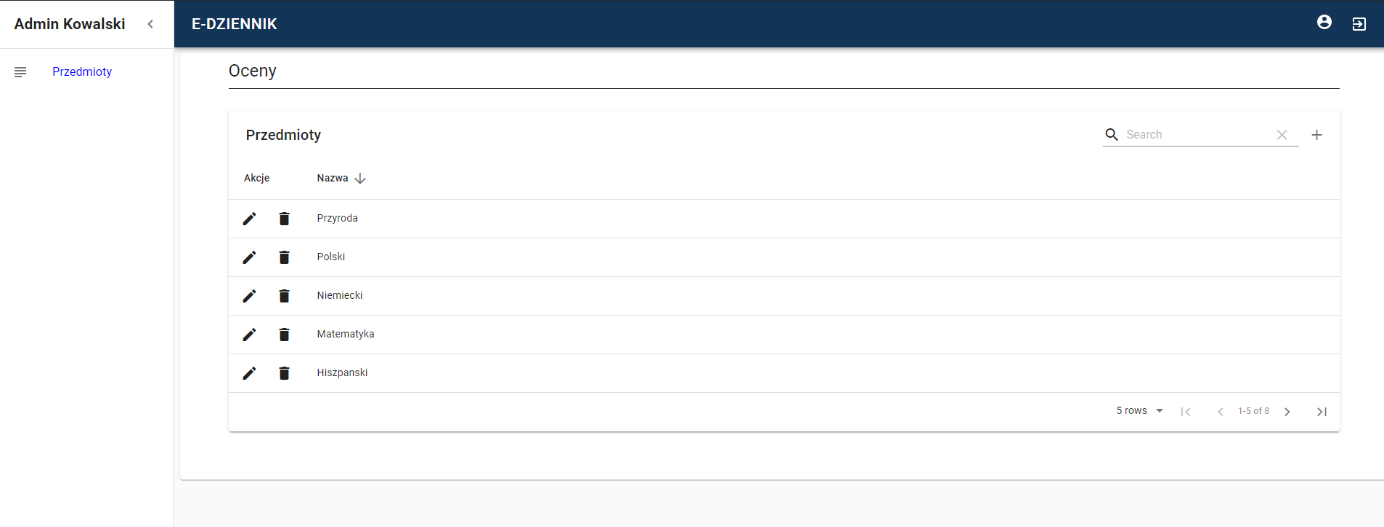 Admin Kowalski
E-DZIENNIK
Przedmioty
Oceny
Przedmioty
Search
Akcje Nazwa
Przyroda
Polski
Niemiecki
Matematyka
Hiszpanski
5 rows 1-5 of 8